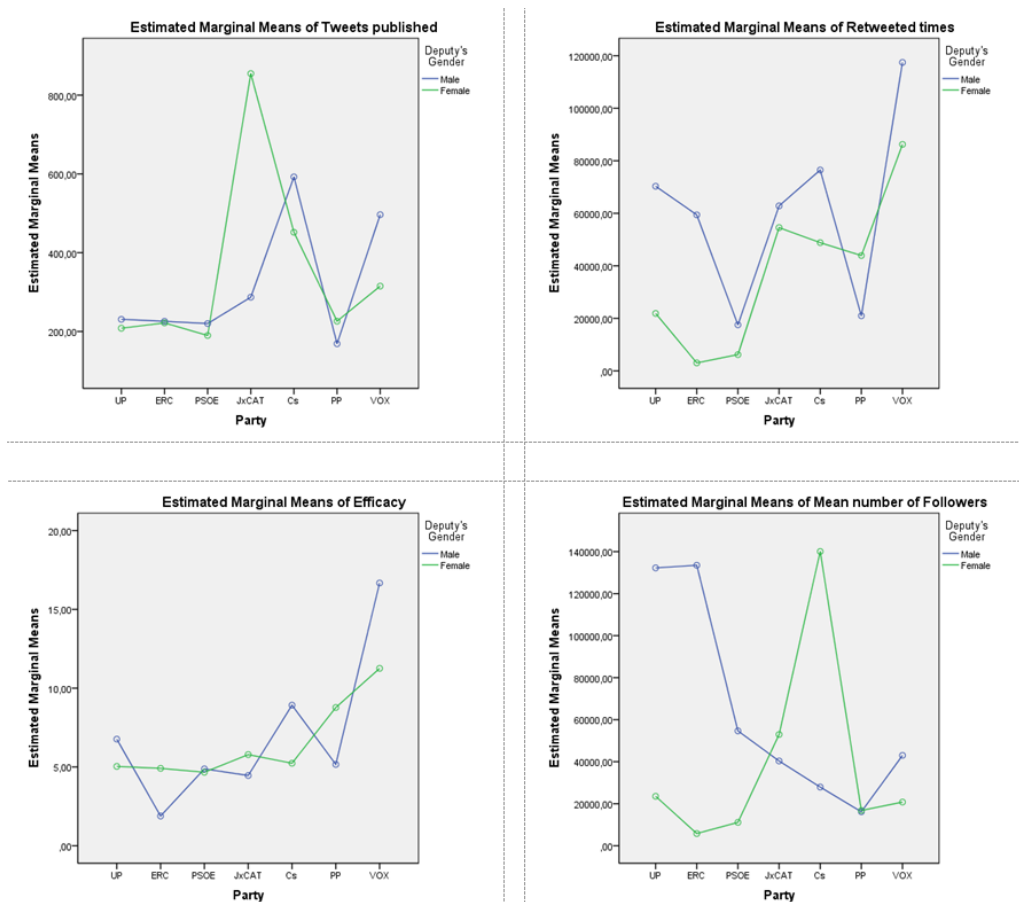 Estimated Marginal Means of Tweets published
Deputy's
Gender
Male
Female
Estimated Marginal Means
800,00
600,00
400,00
200,00
UP ERC PSOE JxCAT Cs PP VOX
Party
Estimated Marginal Means of Retweeted times
Deputy's
Gender
Male
Female
Estimated Marginal Means
120000,00
100000,00
80000,00
60000,00
40000,00
20000,00
,00
UP ERC PSOE JxCAT Cs PP VOX
Party
Estimated Marginal Means of Efficacy
Deputy's
Gender
Male
Female
Estimated Marginal Means
20,00
15,00
10,00
5,00
,00
UP ERC PSOE JxCAT Cs PP VOX
Party
Estimated Marginal Means of Mean number of Followers
Deputy's
Gender
Male
Female
Estimated Marginal Means
140000,00
120000,00
100000,00
80000,00
60000,00
40000,00
20000,00
,00
UP ERC PSOE JxCAT Cs PP VOX
Party